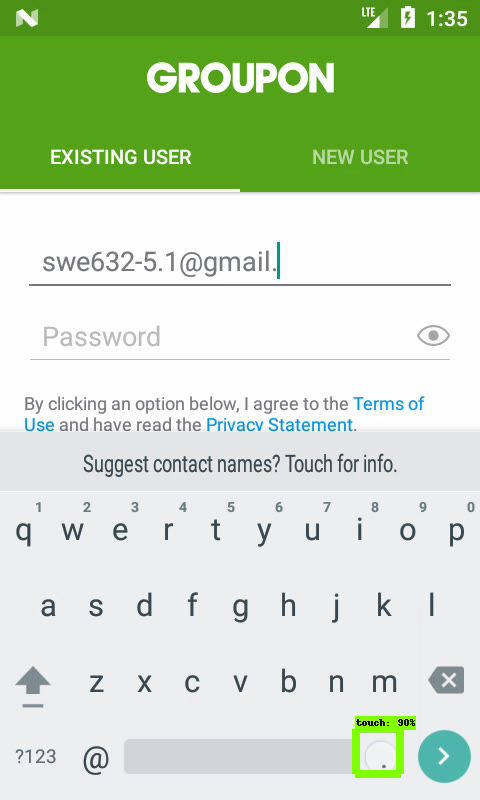 LTE 1:35
GROUPON
EXISTING USER NEW USER
swe632-5.1@gmail.
Password
By clicking an option below, I agree to the Terms of
Use and have read the Privacy Statement.
Suggest contact names? Touch for info.
1 2 3 4 5 6 7 8 9 0
q w e r t y u i o p
a s d f g h j k l
z x c v b n m
touch: 90%
?123 @ .